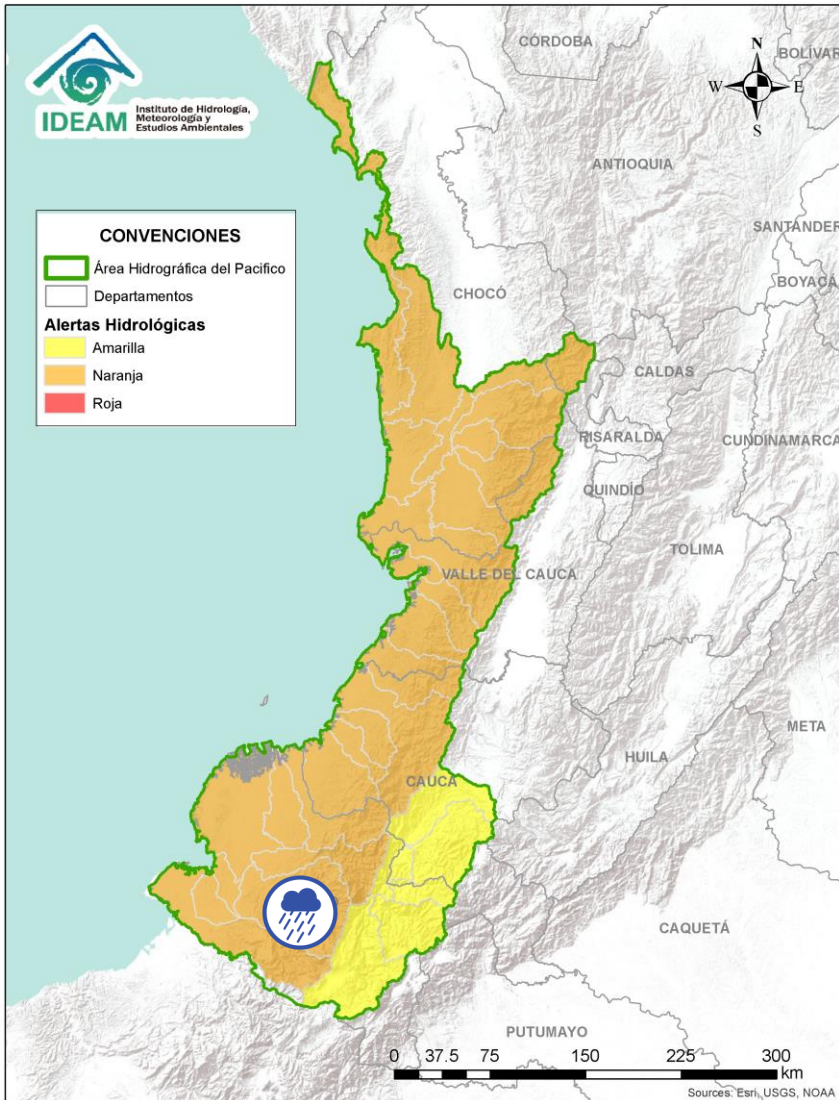 IDEAM
Instituto de Hidrología,
Meteorología y
Estudios Ambientales
CÓRDOBA
BOLÍVAR
N
W
E
S
ANTIOQUIA
SANTANDER
BOYACÁ
CONVENCIONES
Área Hidrográfica del Pacifico
Departamentos
Alertas Hidrológicas
Amarilla
Naranja
Roja
CHOCÓ
CALDAS
RISARALDA
CUNDINAMARCA
QUINDÍO
TOLIMA
VALLE DEL CAUCA
META
HUILA
CAUCA
CAQUETÁ
PUTUMAYO
0 37.5 75 150 225 300
km
Sources: Esri, USGS, NOAA